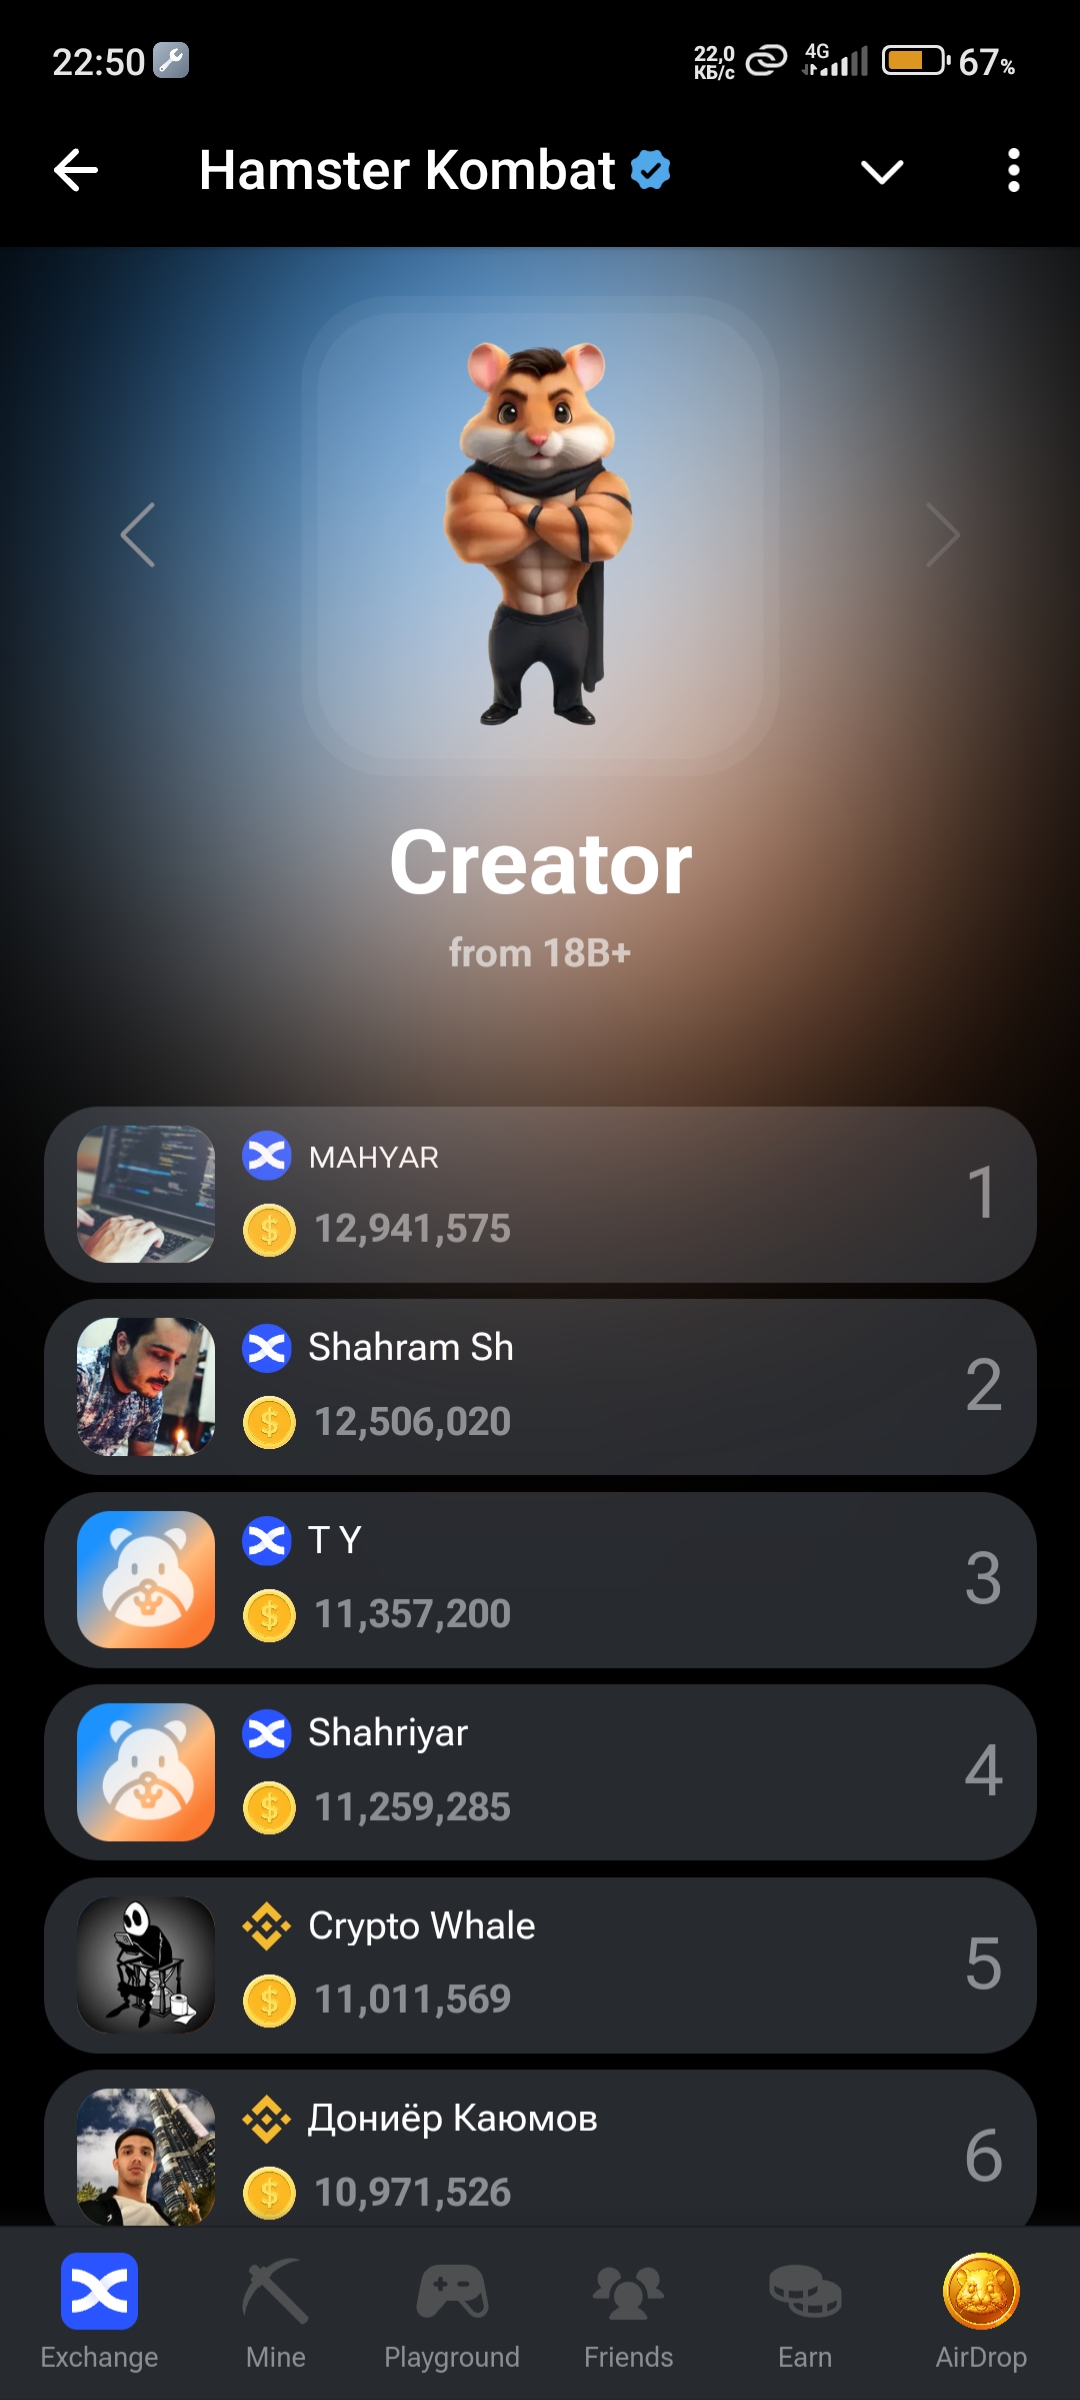 22:50
22,0
КБ/с
4G
67%
Hamster Kombat
Creator
from 18B+
MAHYAR
12,941,575
1
Shahram Sh
12,506,020
2
T Y
11,357,200
3
Shahriyar
11,259,285
4
Crypto Whale
11,011,569
5
Дониёр Каюмов
10,971,526
6
Exchange
Mine
Playground
Friends
Earn
AirDrop